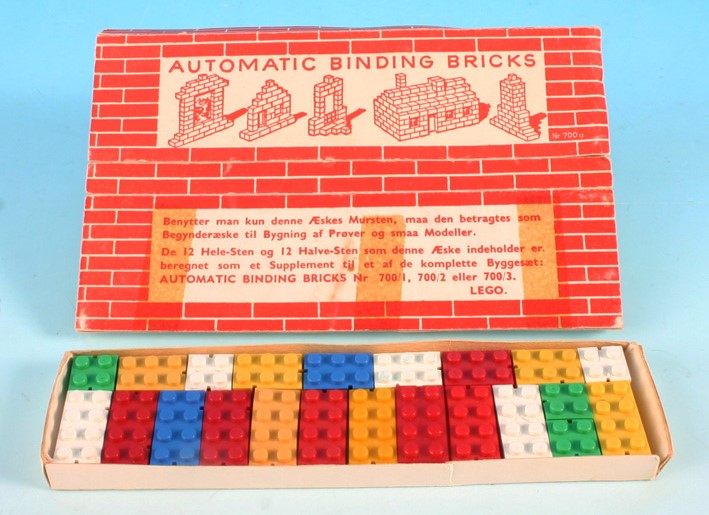 AUTOMATIC BINDING BRICKS
Nr 700u
Benytter man kun denne Æskes Mursten, maa den betragtes som
Begynderæske til Bygning af Prøver og smaa Modeller.
De 12 Hele-Sten og 12 Halve-Sten som denne Æske indeholder er
beregnet som et Supplement til et af de komplette Byggesæt:
AUTOMATIC BINDING BRICKS Nr 700/1, 700/2 eller 700/3.
LEGO.